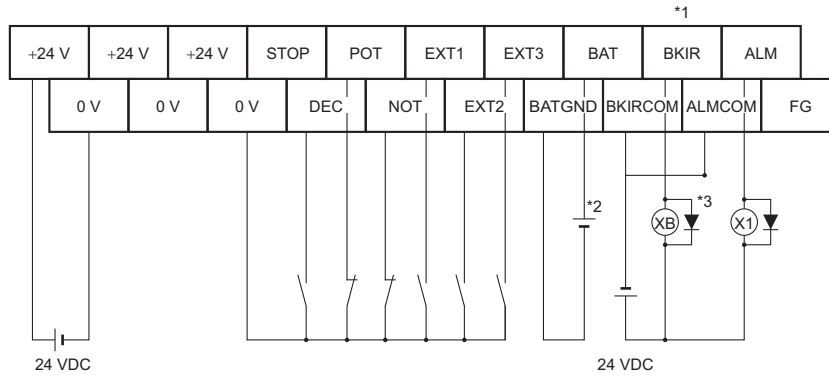 *1
+24 V +24 V +24 V STOP POT EXT1 EXT3 BAT BKIR ALM
0 V 0 V 0 V DEC NOT EXT2 BATGND BKIRCOM ALMCOM FG
*2 *3
XB X1
24 VDC 24 VDC